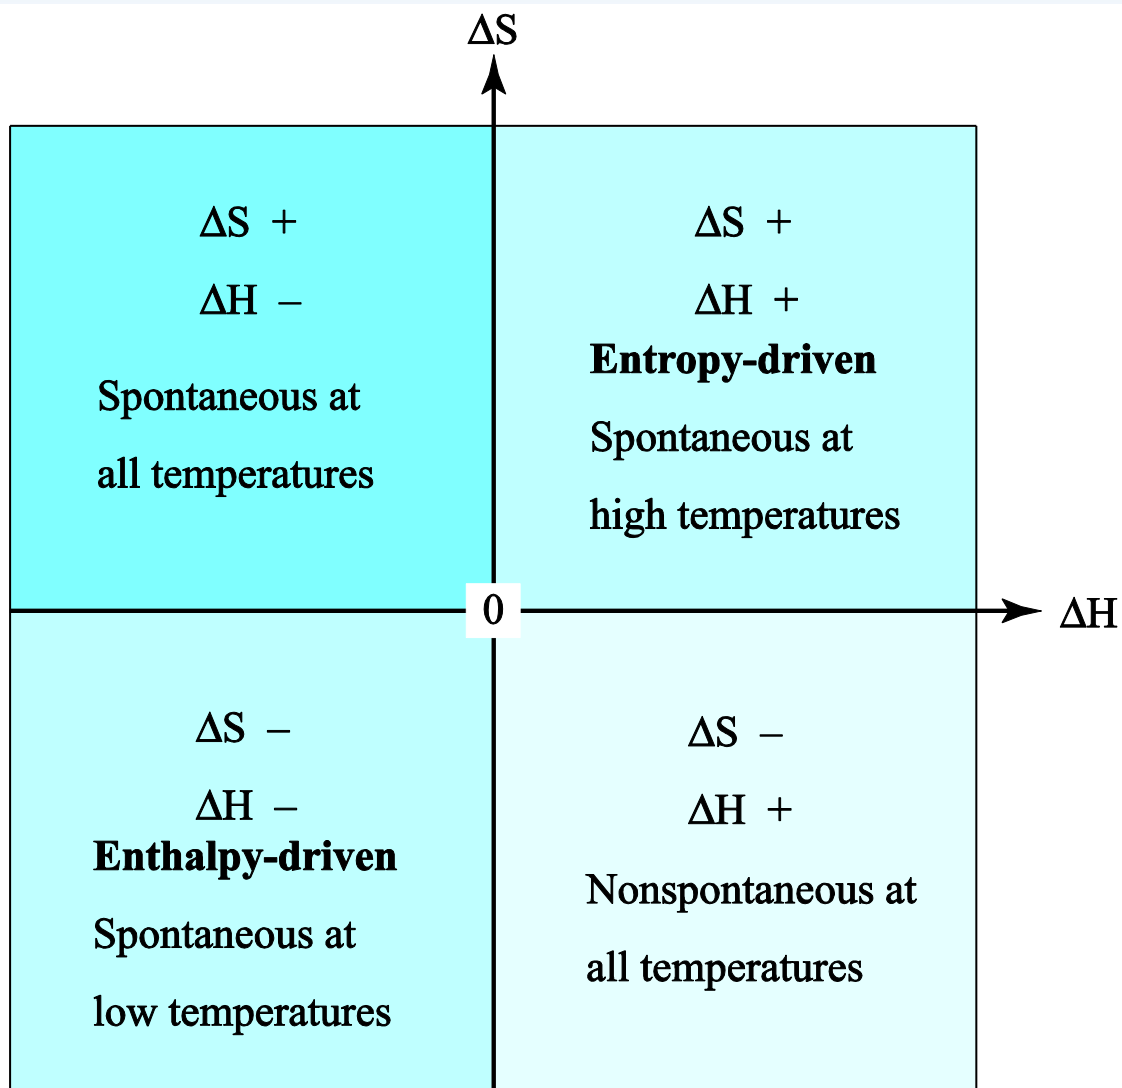 ΔS
ΔS +
ΔH –
Spontaneous at
all temperatures
ΔS +
ΔH +
Entropy-driven
Spontaneous at
high temperatures
0
ΔH
ΔS –
ΔH –
Enthalpy-driven
Spontaneous at
low temperatures
ΔS –
ΔH +
Nonspontaneous at
all temperatures